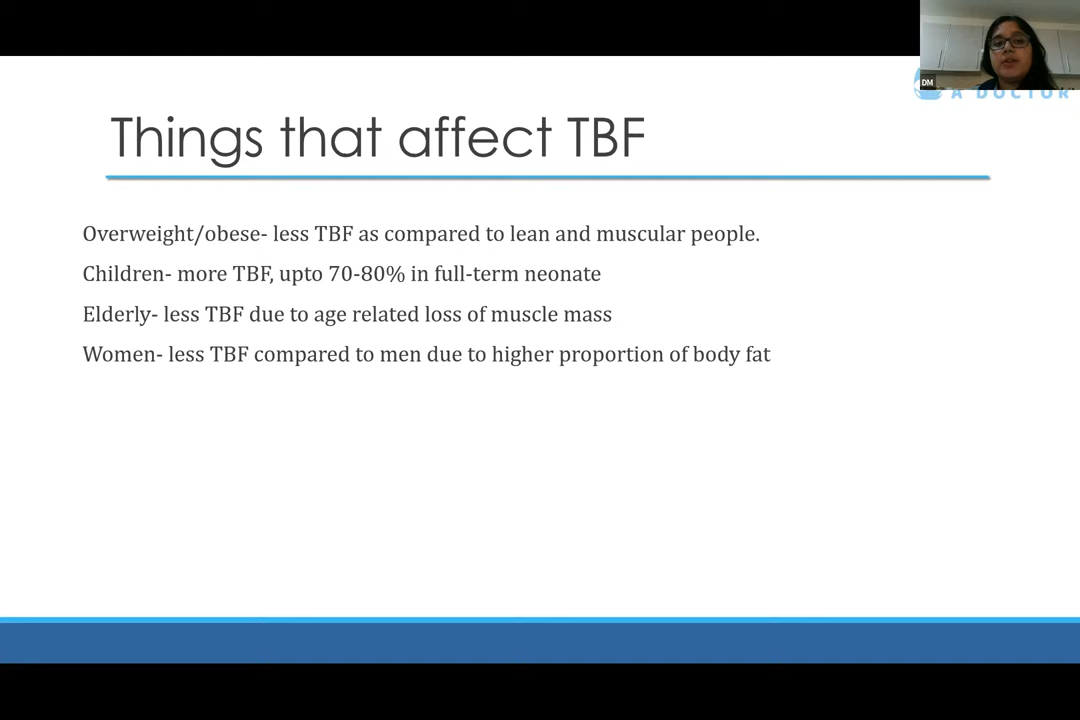 DM
A DOCTOR
Things that affect TBF
Overweight/obese- less TBF as compared to lean and muscular people.
Children- more TBF, upto 70-80% in full-term neonate
Elderly- less TBF due to age related loss of muscle mass
Women- less TBF compared to men due to higher proportion of body fat